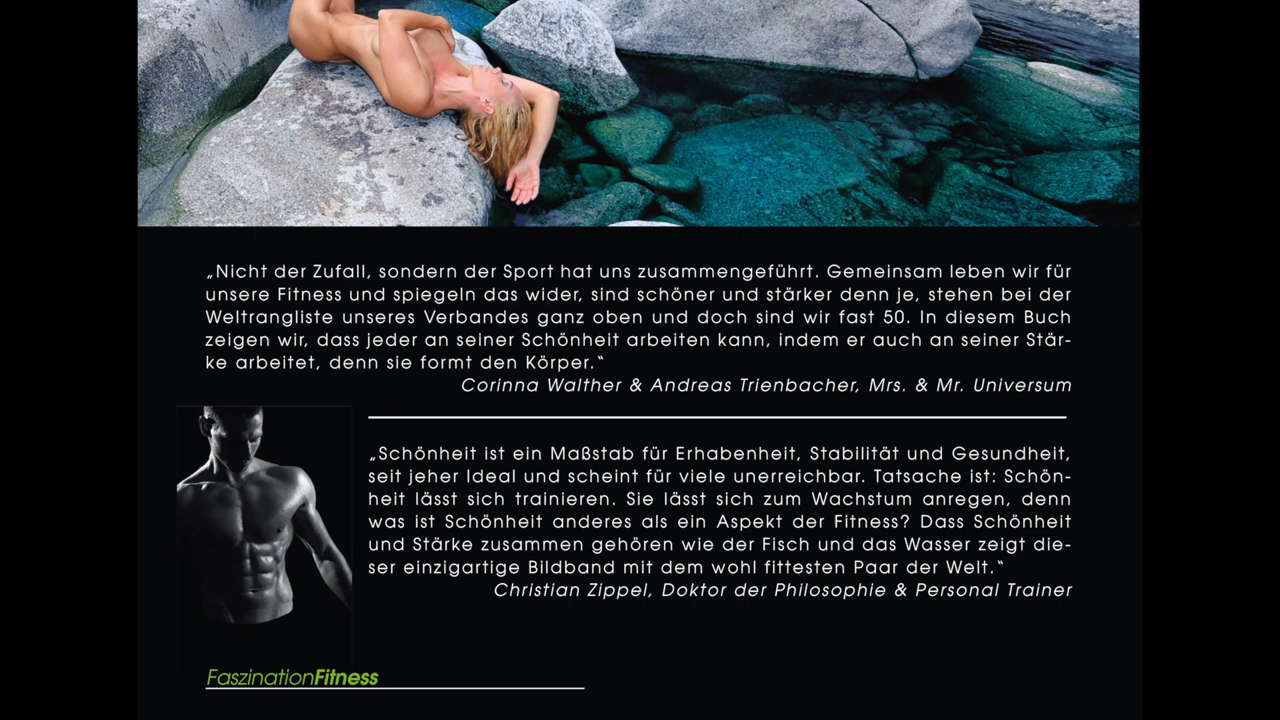 „Nicht der Zufall, sondern der Sport hat uns zusammengeführt. Gemeinsam leben wir für
unsere Fitness und spiegeln das wider, sind schöner und stärker denn je, stehen bei der
Weltrangliste unseres Verbandes ganz oben und doch sind wir fast 50. In diesem Buch
zeigen wir, dass jeder an seiner Schönheit arbeiten kann, indem er auch an seiner Stär-
ke arbeitet, denn sie formt den Körper.“
Corinna Walther & Andreas Trienbacher, Mrs. & Mr. Universum
„Schönheit ist ein Maßstab für Erhabenheit, Stabilität und Gesundheit,
seit jeher Ideal und scheint für viele unerreichbar. Tatsache ist: Schön-
heit lässt sich trainieren. Sie lässt sich zum Wachstum anregen, denn
was ist Schönheit anderes als ein Aspekt der Fitness? Dass Schönheit
und Stärke zusammen gehören wie der Fisch und das Wasser zeigt die-
ser einzigartige Bildband mit dem wohl fittesten Paar der Welt.“
Christian Zippel, Doktor der Philosophie & Personal Trainer
FaszinationFitness